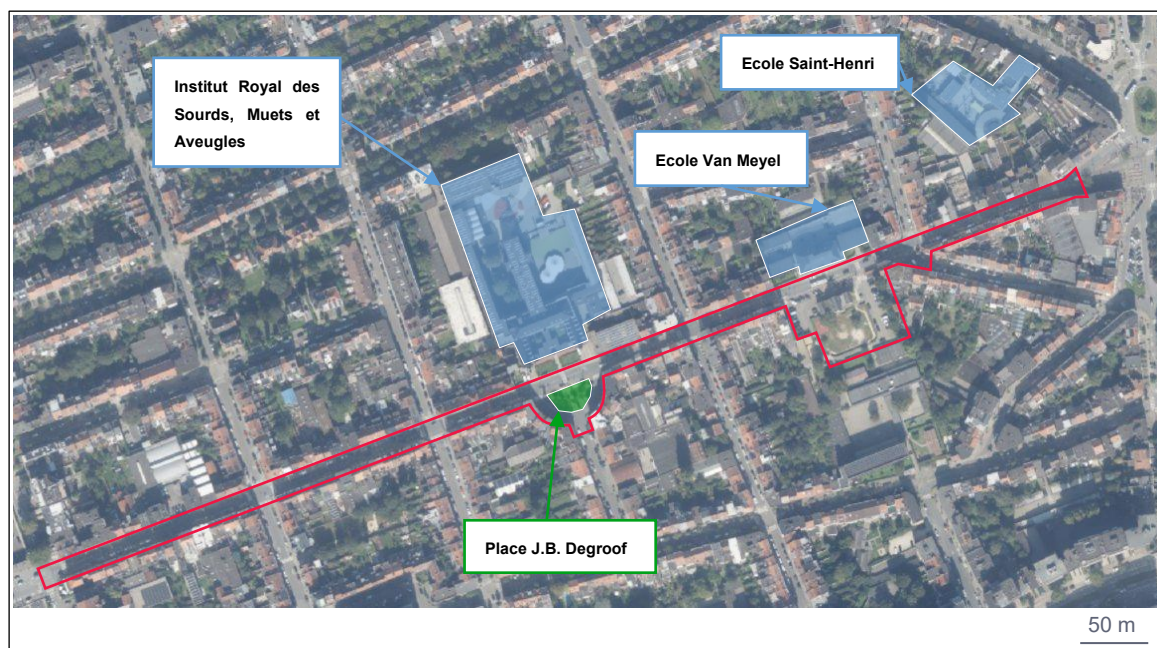 Institut Royal des
Sourds, Muets et
Aveugles
Ecole Saint-Henri
Ecole Van Meyel
Place J.B. Degroof
50 m